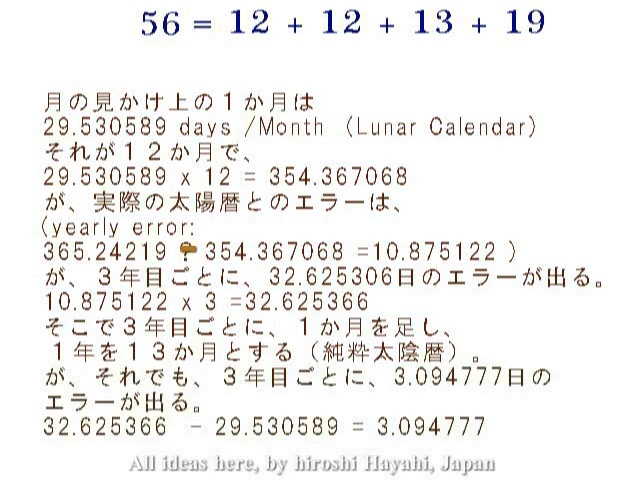 56 = 12 + 12 + 13 + 19
月の見かけ上の１か月は
29.530589 days /Month (Lunar Calendar)
それが１２か月で、
29.530589 x 12 = 354.367068
が、実際の太陽暦とのエラーは、
(yearly error:
365.24219 ? 354.367068 =10.875122 )
が、３年目ごとに、32.625306日のエラーが出る。
10.875122 x 3 =32.625366
そこで３年目ごとに、１か月を足し、
１年を１３か月とする（純粋太陰暦）。
が、それでも、３年目ごとに、3.094777日の
エラーが出る。
32.625366 - 29.530589 = 3.094777
All ideas here, by hiroshi Hayahi, Japan